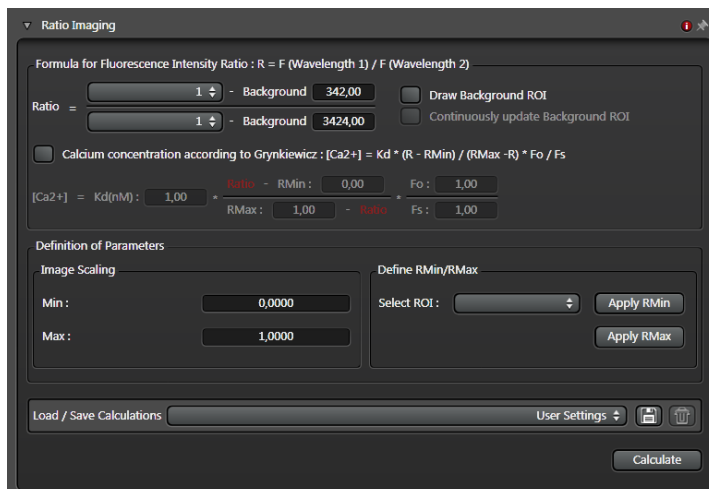 Ratio Imaging
Formula for Fluorescence Intensity Ratio : R = F (Wavelength 1) / F (Wavelength 2)
Ratio =
1 - Background 342,00
1 - Background 3424,00
Draw Background ROI
Continuously update Background ROI
Calcium concentration according to Grynkiewicz : [Ca2+] = Kd * (R - RMin) / (RMax -R) * Fo / Fs
[Ca2+] = Kd(nM) : 1,00 *
Ratio - RMin : 0,00
RMax : 1,00 - Ratio
*
Fo : 1,00
Fs : 1,00
Definition of Parameters
Image Scaling
Min : 0,0000
Max : 1,0000
Define RMin/RMax
Select ROI : Apply RMin
Apply RMax
Load / Save Calculations User Settings
Calculate